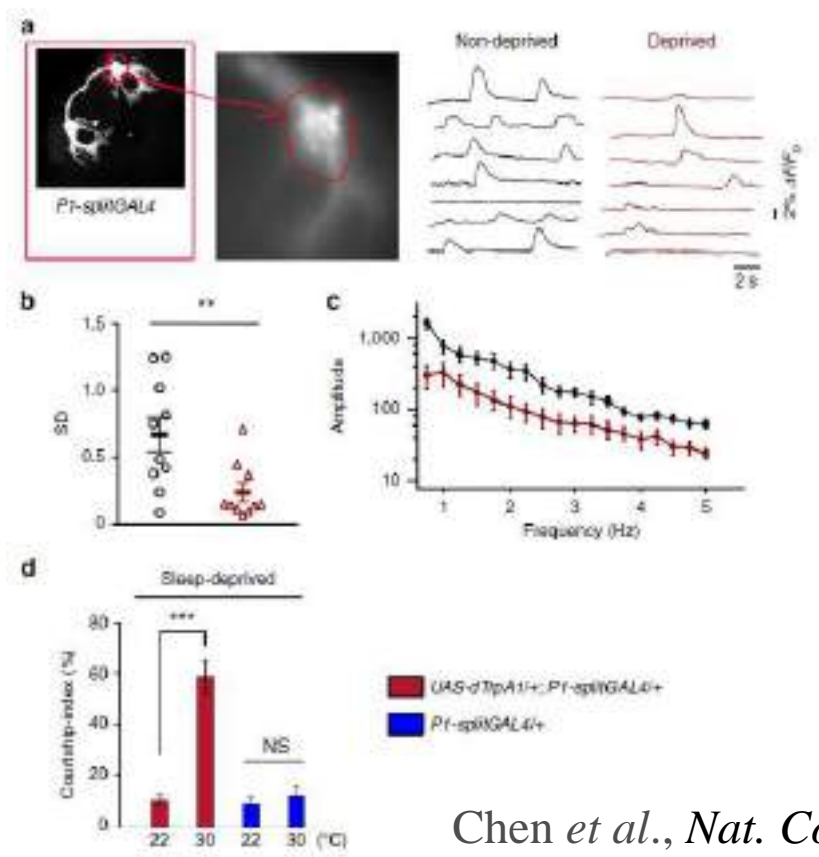 a
Non-deprived
Deprived
P1-splitGAL4
2% ΔF/F₀
2 s
b
**
SD
1.5
1.0
0.5
0
c
Amplitude
1,000
100
10
1 2 3 4 5
Frequency (Hz)
d
Sleep-deprived
***
NS
Courtship-index (%)
80
60
40
20
0
22 30 22 30 (°C)
UAS-dTrpA1/+; P1-splitGAL4/+
P1-splitGAL4/+
Chen et al., Nat. Co